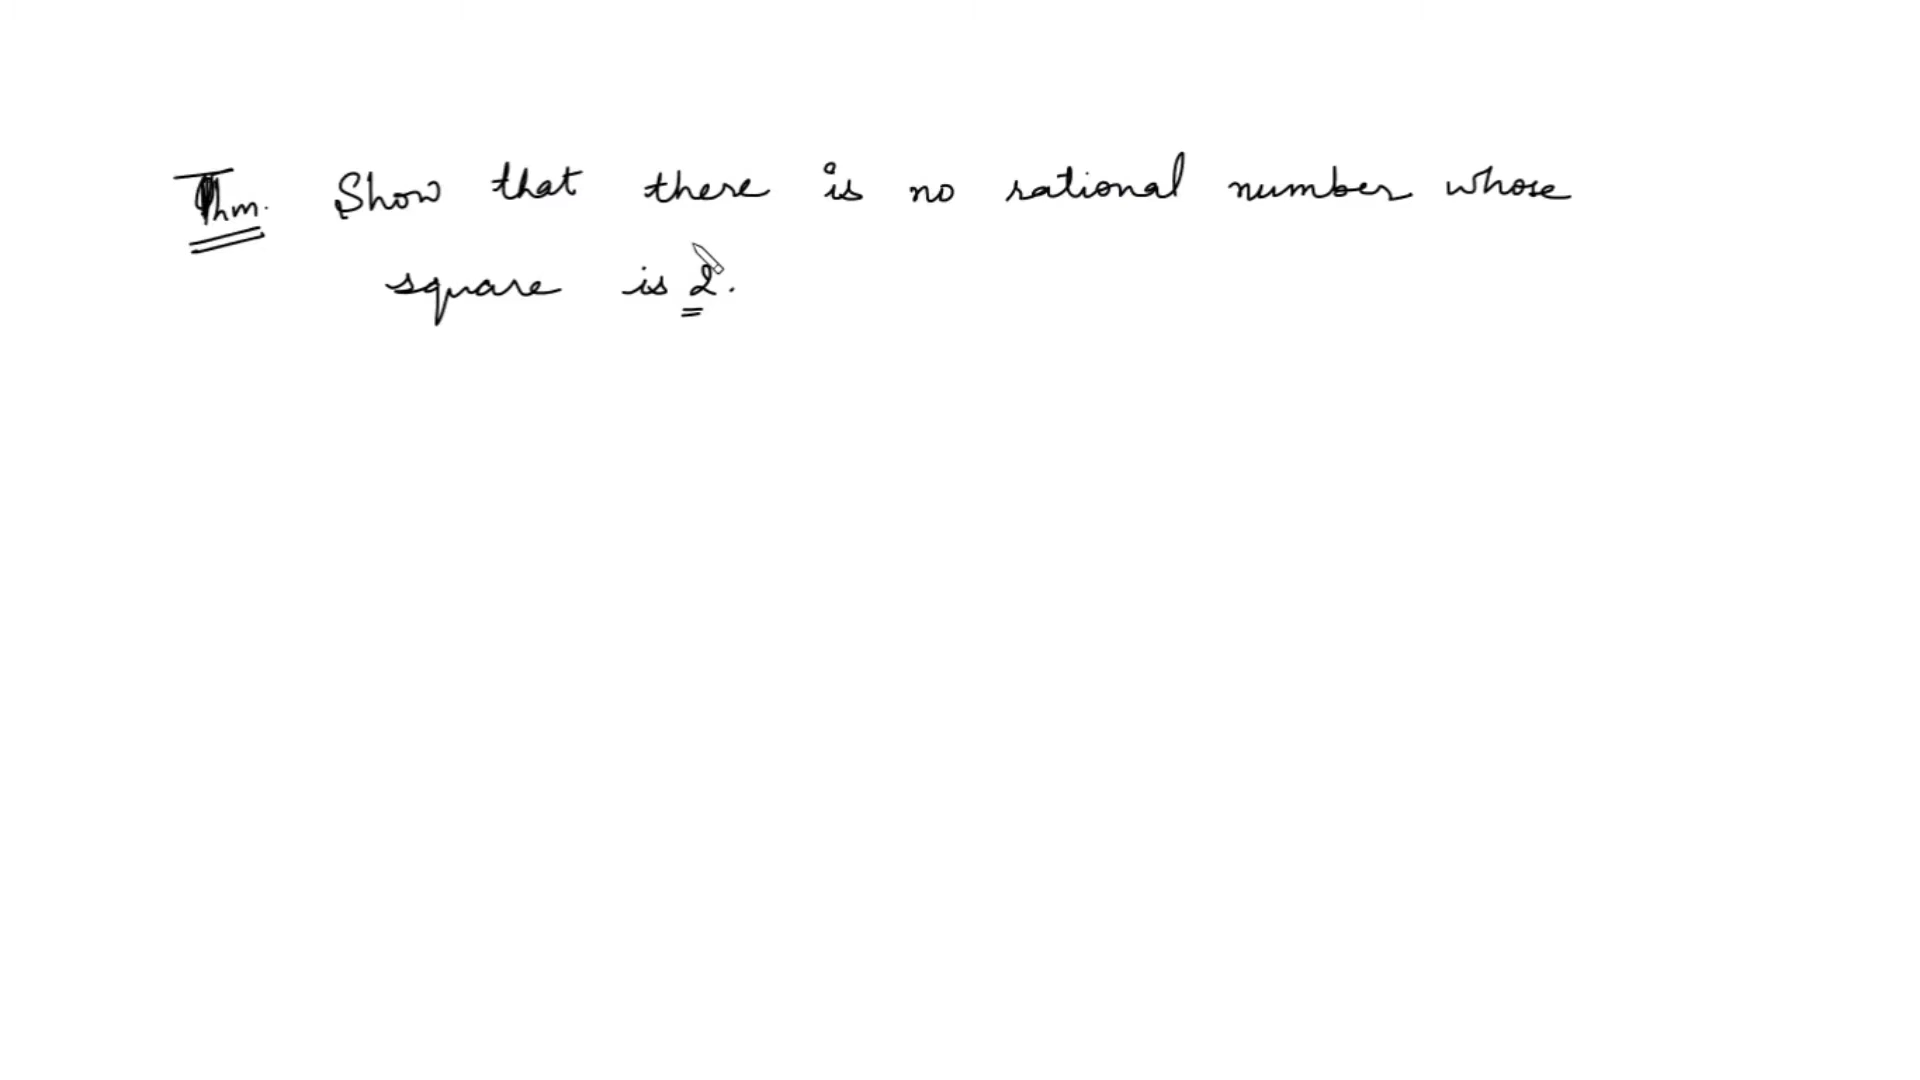 Thm. Show that there is no rational number whose
square is 2.